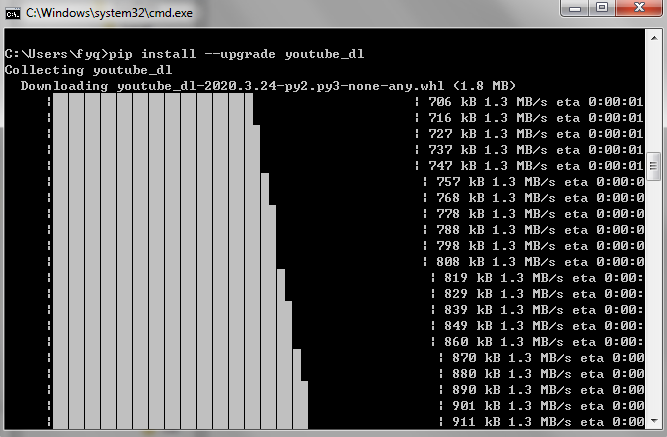 C:\Windows\system32\cmd.exe
C:\Users\fyq>pip install --upgrade youtube_dl
Collecting youtube_dl
  Downloading youtube_dl-2020.3.24-py2.py3-none-any.whl (1.8 MB)
| 706 kB 1.3 MB/s eta 0:00:01
| 716 kB 1.3 MB/s eta 0:00:01
| 727 kB 1.3 MB/s eta 0:00:01
| 737 kB 1.3 MB/s eta 0:00:01
| 747 kB 1.3 MB/s eta 0:00:01
| 757 kB 1.3 MB/s eta 0:00:0
| 768 kB 1.3 MB/s eta 0:00:0
| 778 kB 1.3 MB/s eta 0:00:0
| 788 kB 1.3 MB/s eta 0:00:0
| 798 kB 1.3 MB/s eta 0:00:0
| 808 kB 1.3 MB/s eta 0:00:0
| 819 kB 1.3 MB/s eta 0:00:
| 829 kB 1.3 MB/s eta 0:00:
| 839 kB 1.3 MB/s eta 0:00:
| 849 kB 1.3 MB/s eta 0:00:
| 860 kB 1.3 MB/s eta 0:00:
| 870 kB 1.3 MB/s eta 0:00
| 880 kB 1.3 MB/s eta 0:00
| 890 kB 1.3 MB/s eta 0:00
| 901 kB 1.3 MB/s eta 0:00
| 911 kB 1.3 MB/s eta 0:00